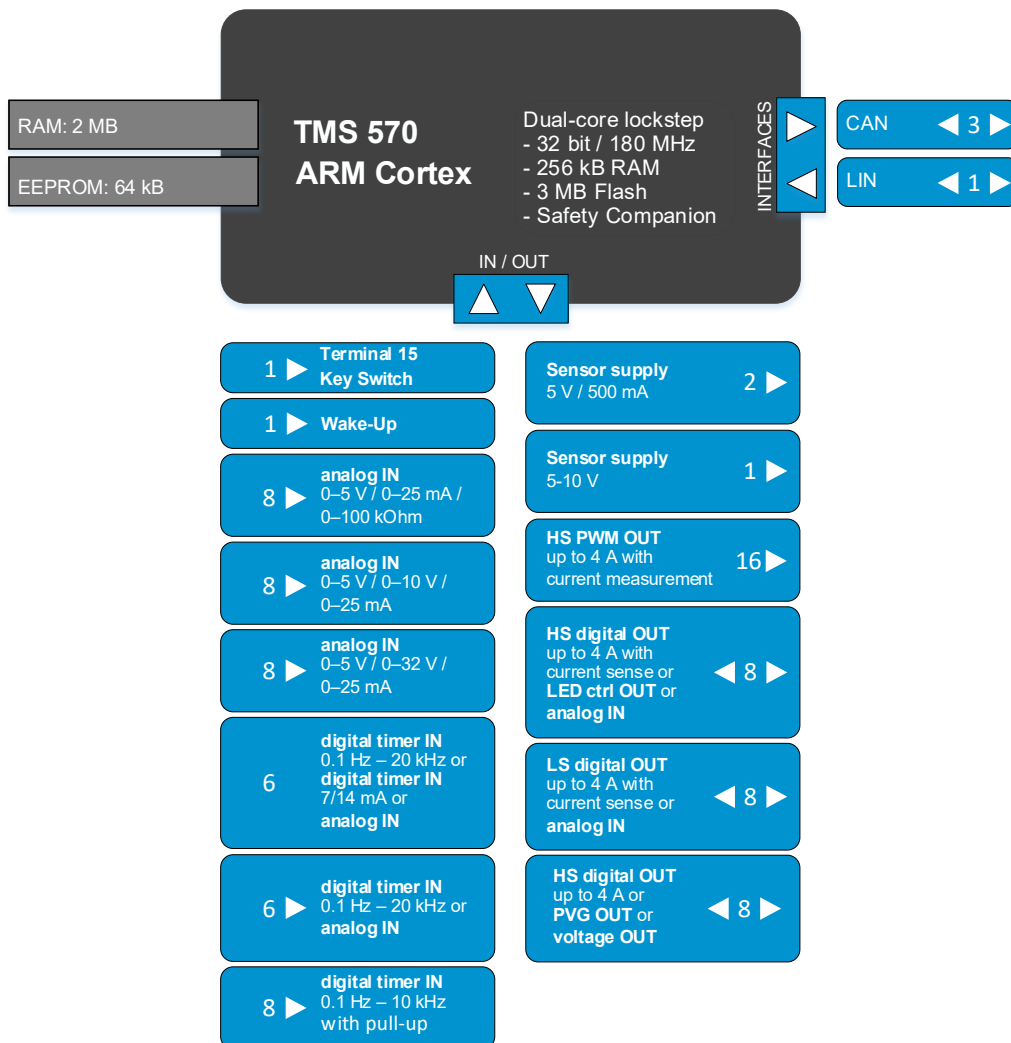 RAM: 2 MB
EEPROM: 64 kB
TMS 570
ARM Cortex
Dual-core lockstep
- 32 bit / 180 MHz
- 256 kB RAM
- 3 MB Flash
- Safety Companion
INTERFACES
CAN 3
LIN 1
IN / OUT
1 Terminal 15
Key Switch
1 Wake-Up
analog IN
8 0–5 V / 0–25 mA /
0–100 kOhm
analog IN
8 0–5 V / 0–10 V /
0–25 mA
analog IN
8 0–5 V / 0–32 V /
0–25 mA
digital timer IN
0.1 Hz – 20 kHz or
6 digital timer IN
7/14 mA or
analog IN
digital timer IN
6 0.1 Hz – 20 kHz or
analog IN
digital timer IN
8 0.1 Hz – 10 kHz
with pull-up
Sensor supply 2
5 V / 500 mA
Sensor supply 1
5-10 V
HS PWM OUT
up to 4 A with 16
current measurement
HS digital OUT
up to 4 A with
current sense or 8
LED ctrl OUT or
analog IN
LS digital OUT
up to 4 A with 8
current sense or
analog IN
HS digital OUT
up to 4 A or 8
PVG OUT or
voltage OUT